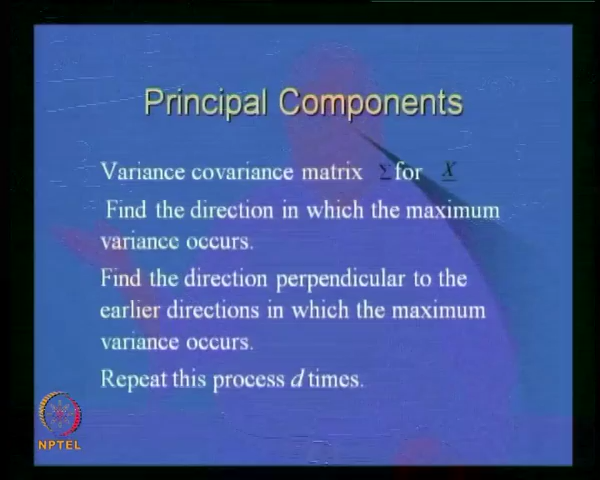 Principal Components
Variance covariance matrix Σ for X
Find the direction in which the maximum
variance occurs.
Find the direction perpendicular to the
earlier directions in which the maximum
variance occurs.
Repeat this process d times.
NPTEL